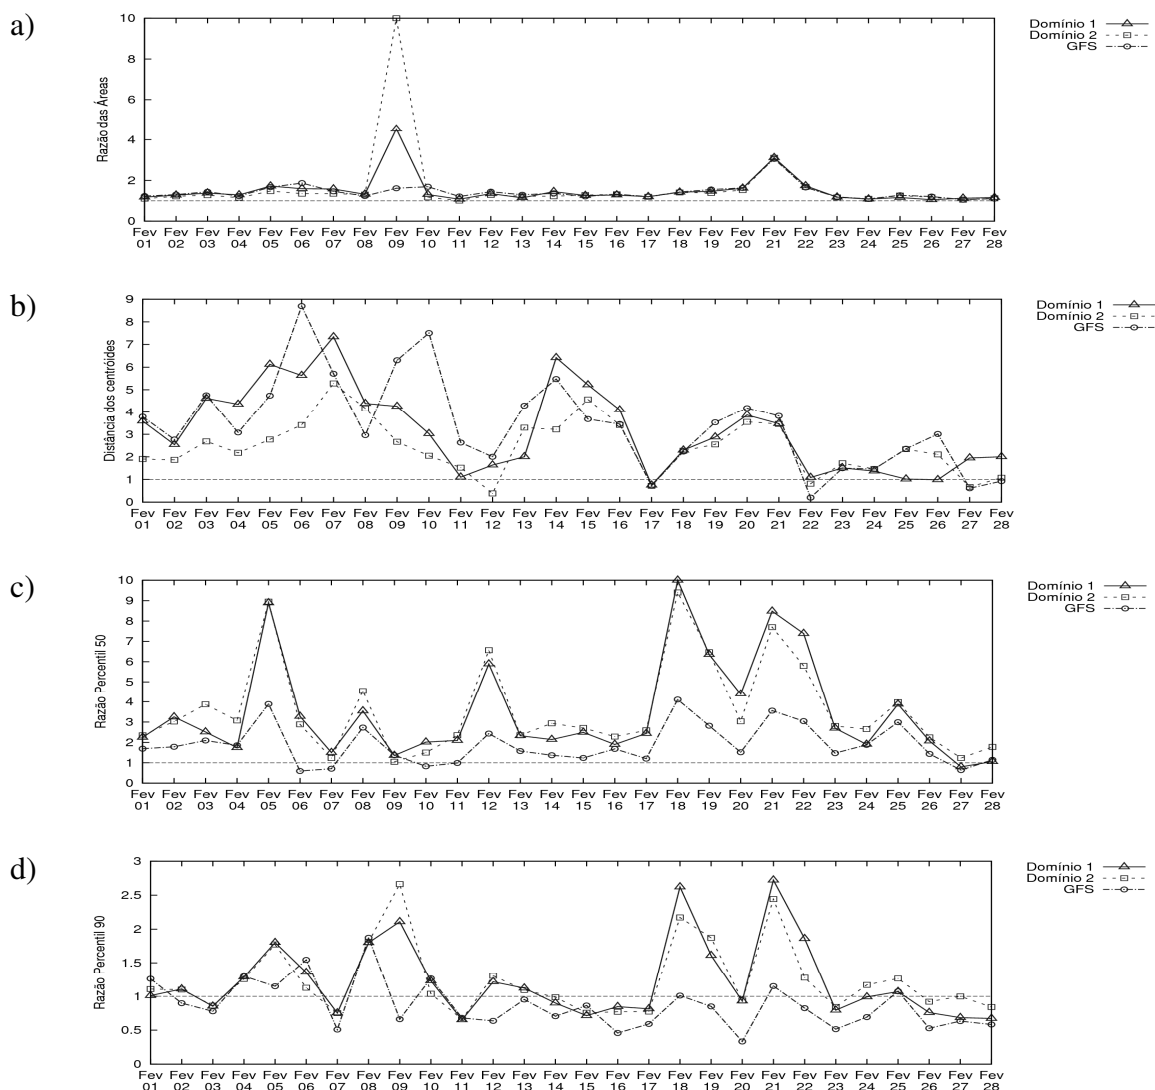 a)
Razão das Áreas
10
8
6
4
2
0
Fev Fev Fev Fev Fev Fev Fev Fev Fev Fev Fev Fev Fev Fev Fev Fev Fev Fev Fev Fev Fev Fev Fev Fev Fev Fev Fev Fev
01 02 03 04 05 06 07 08 09 10 11 12 13 14 15 16 17 18 19 20 21 22 23 24 25 26 27 28
Domínio 1
Domínio 2
GFS
b)
Distância dos centróides
9
8
7
6
5
4
3
2
1
0
Fev Fev Fev Fev Fev Fev Fev Fev Fev Fev Fev Fev Fev Fev Fev Fev Fev Fev Fev Fev Fev Fev Fev Fev Fev Fev Fev Fev
01 02 03 04 05 06 07 08 09 10 11 12 13 14 15 16 17 18 19 20 21 22 23 24 25 26 27 28
Domínio 1
Domínio 2
GFS
c)
Razão Percentil 50
10
9
8
7
6
5
4
3
2
1
0
Fev Fev Fev Fev Fev Fev Fev Fev Fev Fev Fev Fev Fev Fev Fev Fev Fev Fev Fev Fev Fev Fev Fev Fev Fev Fev Fev Fev
01 02 03 04 05 06 07 08 09 10 11 12 13 14 15 16 17 18 19 20 21 22 23 24 25 26 27 28
Domínio 1
Domínio 2
GFS
d)
Razão Percentil 90
3
2.5
2
1.5
1
0.5
0
Fev Fev Fev Fev Fev Fev Fev Fev Fev Fev Fev Fev Fev Fev Fev Fev Fev Fev Fev Fev Fev Fev Fev Fev Fev Fev Fev Fev
01 02 03 04 05 06 07 08 09 10 11 12 13 14 15 16 17 18 19 20 21 22 23 24 25 26 27 28
Domínio 1
Domínio 2
GFS